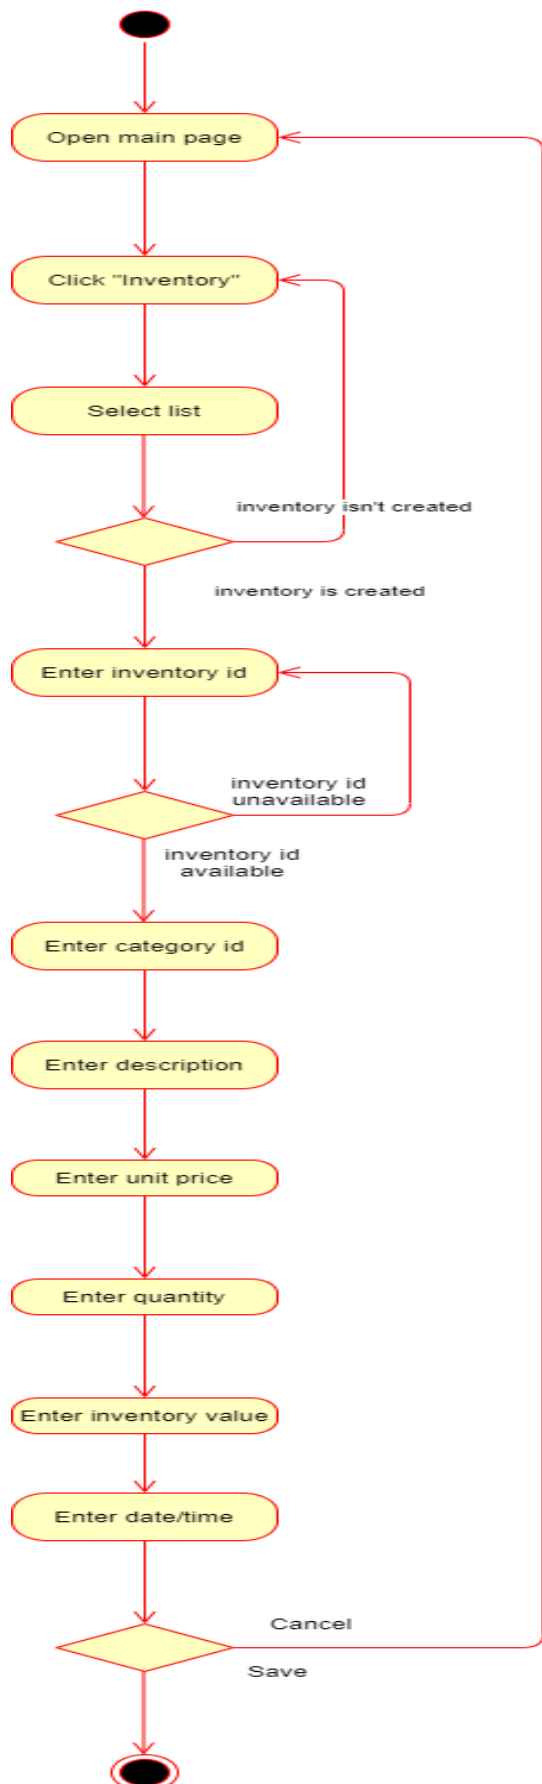 Open main page
Click "Inventory"
Select list
inventory isn't created
inventory is created
Enter inventory id
inventory id
unavailable
inventory id
available
Enter category id
Enter description
Enter unit price
Enter quantity
Enter inventory value
Enter date/time
Cancel
Save